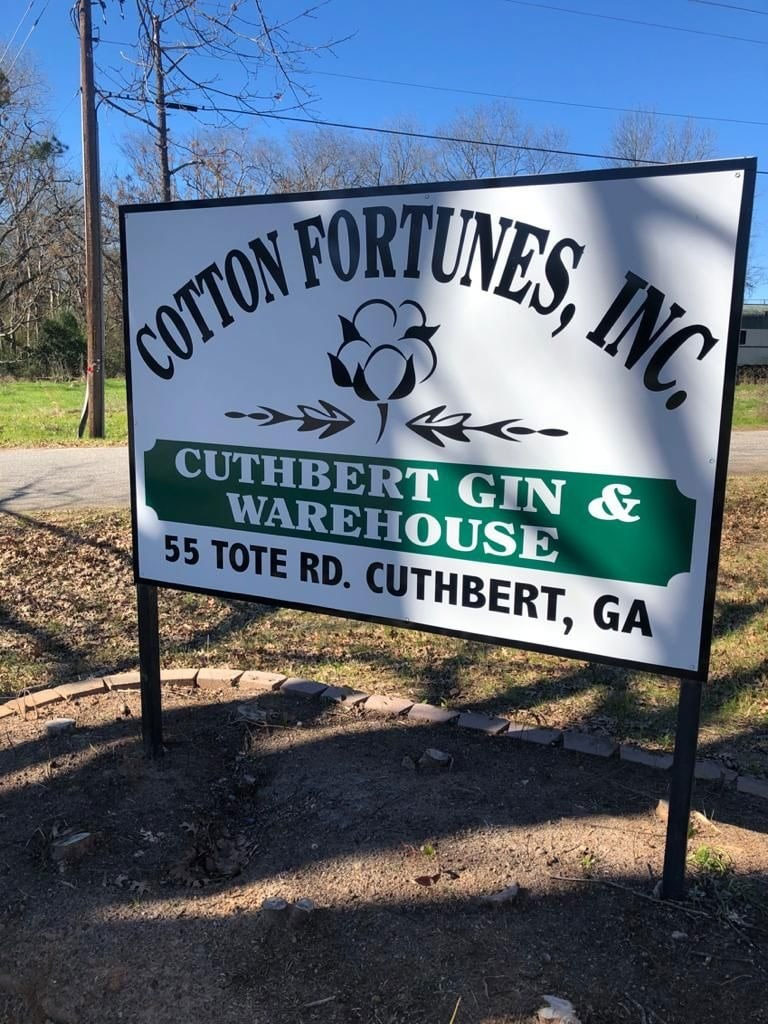 COTTON FORTUNES, INC.
CUTHBERT GIN &
WAREHOUSE
55 TOTE RD. CUTHBERT, GA